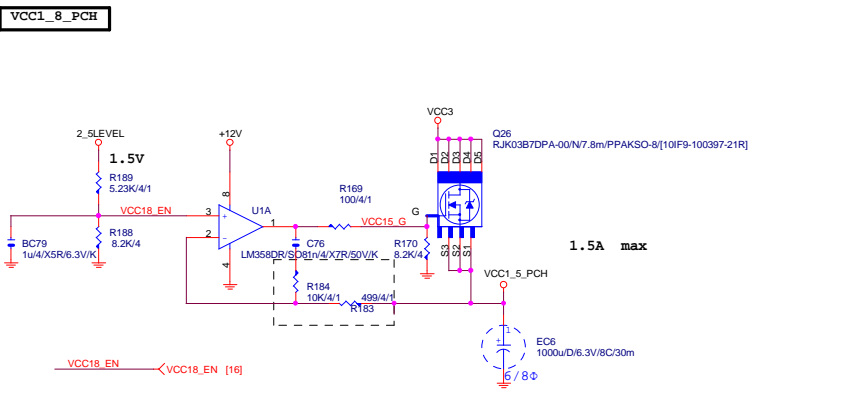 VCC1_8_PCH
VCC3
Q26
RJK03B7DPA-00/N/7.8m/PPAKSO-8/[10IF9-100397-21R]
2_5LEVEL
+12V
D1
D2
D3
D4
D5
1.5V
R189
5.23K/4/1
8
U1A
R169
100/4/1
VCC18_EN
3
+
1
VCC15_G
G
2
-
R188
8.2K/4
BC79
1u/4/X5R/6.3V/K
4
C76
LM358DR/SO8
1n/4/X7R/50V/K
R170
8.2K/4
S3
S2
S1
1.5A max
VCC1_5_PCH
R184
10K/4/1
499/4/1
R183
1
+
EC6
1000u/D/6.3V/8C/30m
6/8Φ
VCC18_EN
VCC18_EN [16]